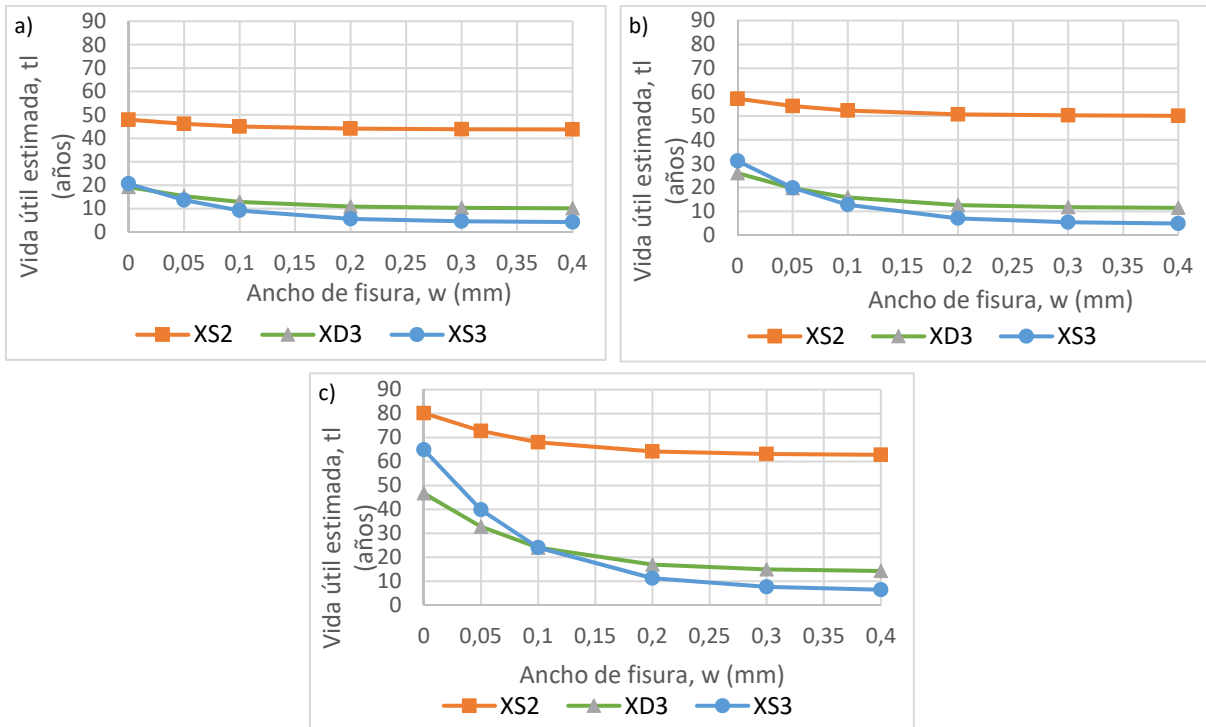 a)
Vida útil estimada, tl
(años)
90
80
70
60
50
40
30
20
10
0
0 0,05 0,1 0,15 0,2 0,25 0,3 0,35 0,4
Ancho de fisura, w (mm)
XS2 XD3 XS3
b)
Vida útil estimada, tl
(años)
90
80
70
60
50
40
30
20
10
0
0 0,05 0,1 0,15 0,2 0,25 0,3 0,35 0,4
Ancho de fisura, w (mm)
XS2 XD3 XS3
c)
Vida útil estimada, tl
(años)
90
80
70
60
50
40
30
20
10
0
0 0,05 0,1 0,15 0,2 0,25 0,3 0,35 0,4
Ancho de fisura, w (mm)
XS2 XD3 XS3